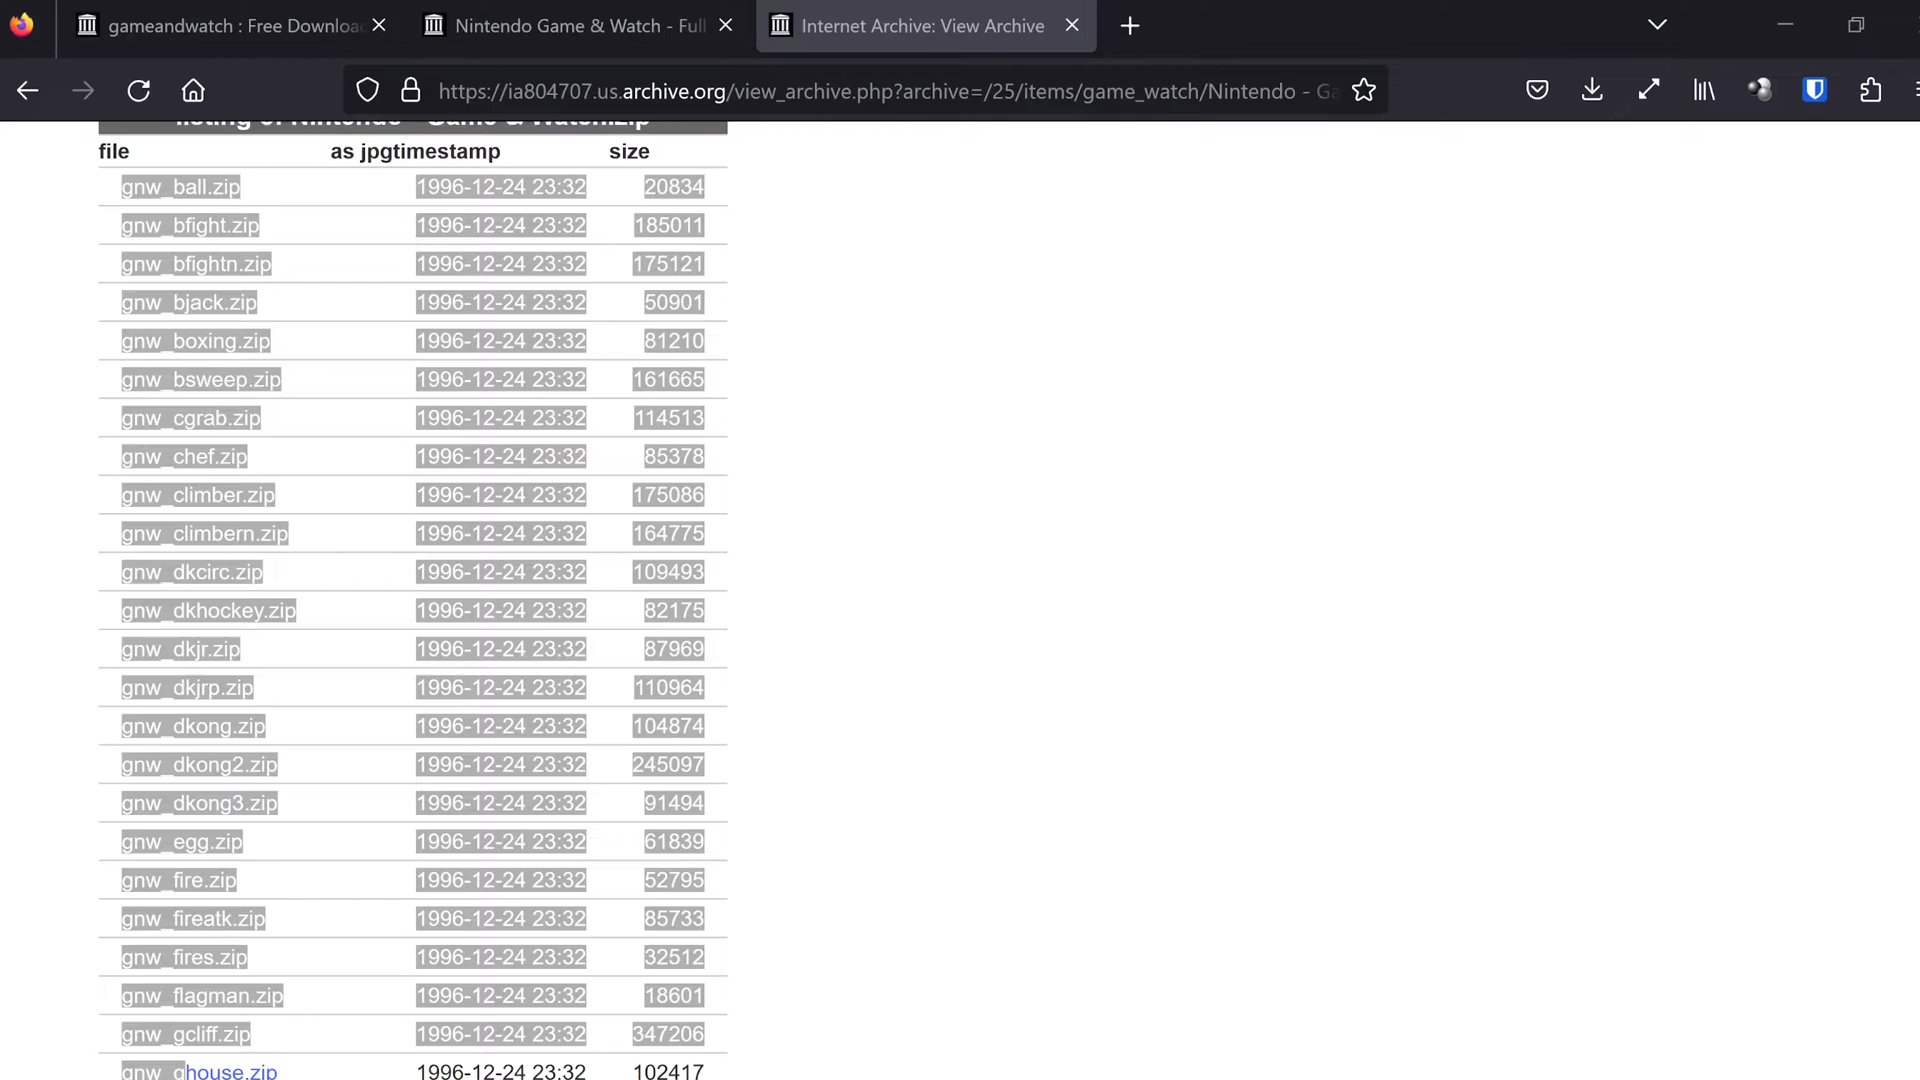 gameandwatch : Free Downloa
Nintendo Game & Watch - Full
Internet Archive: View Archive
https://ia804707.us.archive.org/view_archive.php?archive=/25/items/game_watch/Nintendo - Ga
listing of Nintendo - Game & Watch.zip
file as jpgtimestamp size
gnw_ball.zip 1996-12-24 23:32 20834
gnw_bfight.zip 1996-12-24 23:32 185011
gnw_bfightn.zip 1996-12-24 23:32 175121
gnw_bjack.zip 1996-12-24 23:32 50901
gnw_boxing.zip 1996-12-24 23:32 81210
gnw_bsweep.zip 1996-12-24 23:32 161665
gnw_cgrab.zip 1996-12-24 23:32 114513
gnw_chef.zip 1996-12-24 23:32 85378
gnw_climber.zip 1996-12-24 23:32 175086
gnw_climbern.zip 1996-12-24 23:32 164775
gnw_dkcirc.zip 1996-12-24 23:32 109493
gnw_dkhockey.zip 1996-12-24 23:32 82175
gnw_dkjr.zip 1996-12-24 23:32 87969
gnw_dkjrp.zip 1996-12-24 23:32 110964
gnw_dkong.zip 1996-12-24 23:32 104874
gnw_dkong2.zip 1996-12-24 23:32 245097
gnw_dkong3.zip 1996-12-24 23:32 91494
gnw_egg.zip 1996-12-24 23:32 61839
gnw_fire.zip 1996-12-24 23:32 52795
gnw_fireatk.zip 1996-12-24 23:32 85733
gnw_fires.zip 1996-12-24 23:32 32512
gnw_flagman.zip 1996-12-24 23:32 18601
gnw_gcliff.zip 1996-12-24 23:32 347206
gnw_ghouse.zip 1996-12-24 23:32 102417